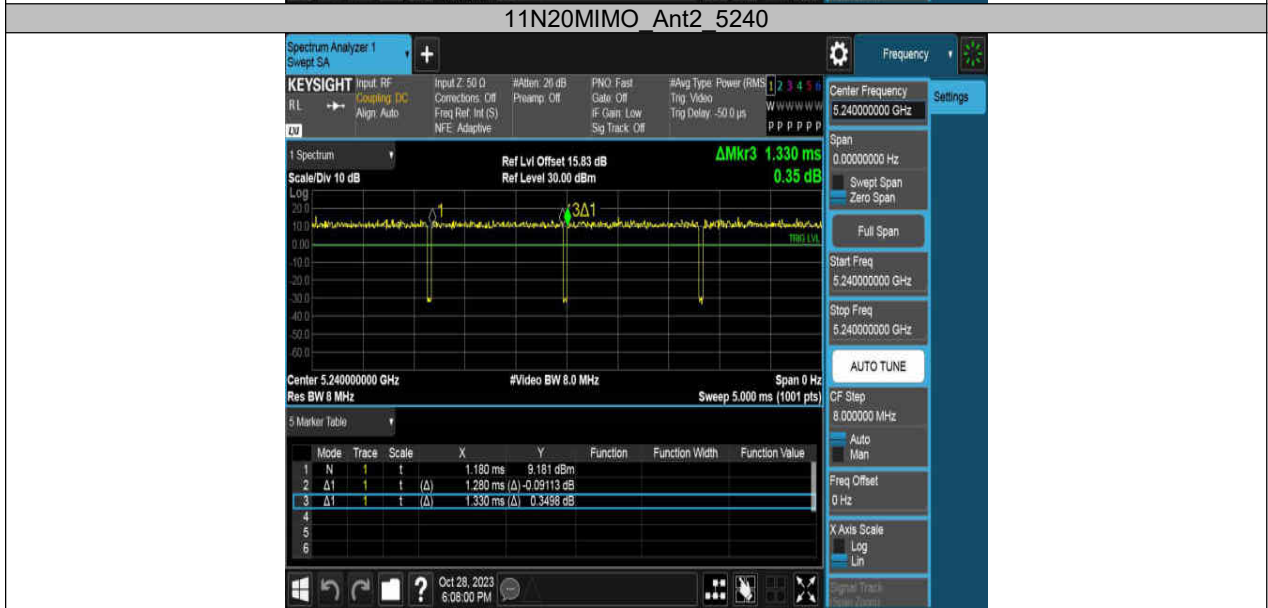 11N20MIMO_Ant2_5240
Spectrum Analyzer 1
Swept SA
+
Frequency
KEYSIGHT
RL
LXI
Input: RF
Coupling: DC
Align: Auto
Input Z: 50 Ω
Corrections: Off
Freq Ref: Int (S)
NFE: Adaptive
#Atten: 26 dB
Preamp: Off
PNO: Fast
Gate: Off
IF Gain: Low
Sig Track: Off
#Avg Type: Power (RMS
Trig: Video
Trig Delay: -50.0 µs
1 2 3 4 5 6
W W W W W W
P P P P P P
Center Frequency
5.240000000 GHz
Settings
Span
0.00000000 Hz
Swept Span
Zero Span
Full Span
Start Freq
5.240000000 GHz
Stop Freq
5.240000000 GHz
AUTO TUNE
CF Step
8.000000 MHz
Auto
Man
Freq Offset
0 Hz
X Axis Scale
Log
Lin
Signal Track
(Span Zoom)
1 Spectrum
Scale/Div 10 dB
Ref Lvl Offset 15.83 dB
Ref Level 30.00 dBm
ΔMkr3 1.330 ms
0.35 dB
Log
20.0
10.0
0.00
-10.0
-20.0
-30.0
-40.0
-50.0
-60.0
1
3Δ1
TRIG LVL
Center 5.240000000 GHz
#Video BW 8.0 MHz
Span 0 Hz
Res BW 8 MHz
Sweep 5.000 ms (1001 pts)
5 Marker Table
Mode Trace Scale X Y Function Function Width Function Value
1 N 1 t 1.180 ms 9.181 dBm
2 Δ1 1 t (Δ) 1.280 ms (Δ) -0.09113 dB
3 Δ1 1 t (Δ) 1.330 ms (Δ) 0.3498 dB
4
5
6
?
Oct 28, 2023
6:08:00 PM